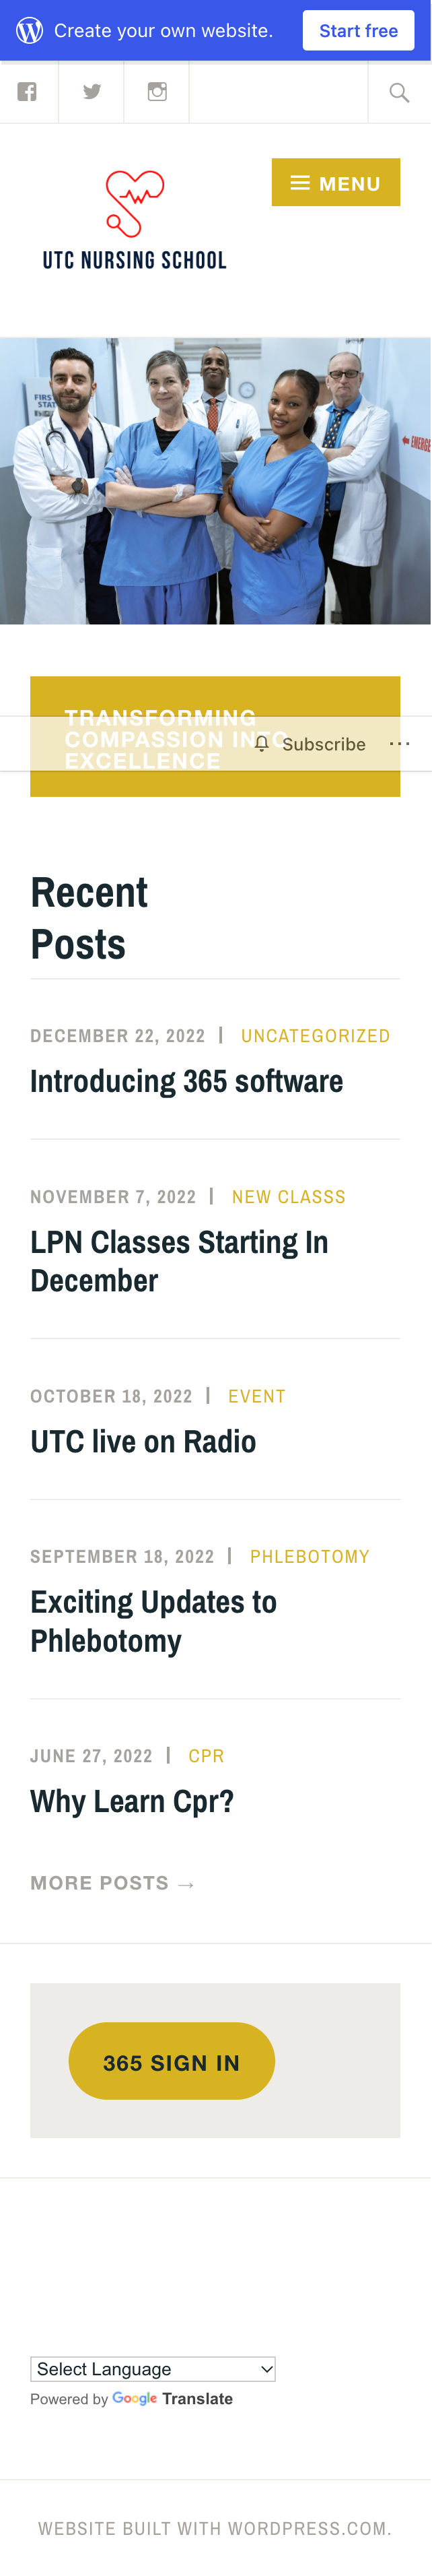 Create your own website.
Start free
MENU
UTC NURSING SCHOOL
FIRST
STAT
EMERGE
TRANSFORMING
COMPASSION INTO
EXCELLENCE
Subscribe
Recent
Posts
DECEMBER 22, 2022 | UNCATEGORIZED
Introducing 365 software
NOVEMBER 7, 2022 | NEW CLASSS
LPN Classes Starting In
December
OCTOBER 18, 2022 | EVENT
UTC live on Radio
SEPTEMBER 18, 2022 | PHLEBOTOMY
Exciting Updates to
Phlebotomy
JUNE 27, 2022 | CPR
Why Learn Cpr?
MORE POSTS →
365 SIGN IN
Select Language
Powered by Google Translate
WEBSITE BUILT WITH WORDPRESS.COM.